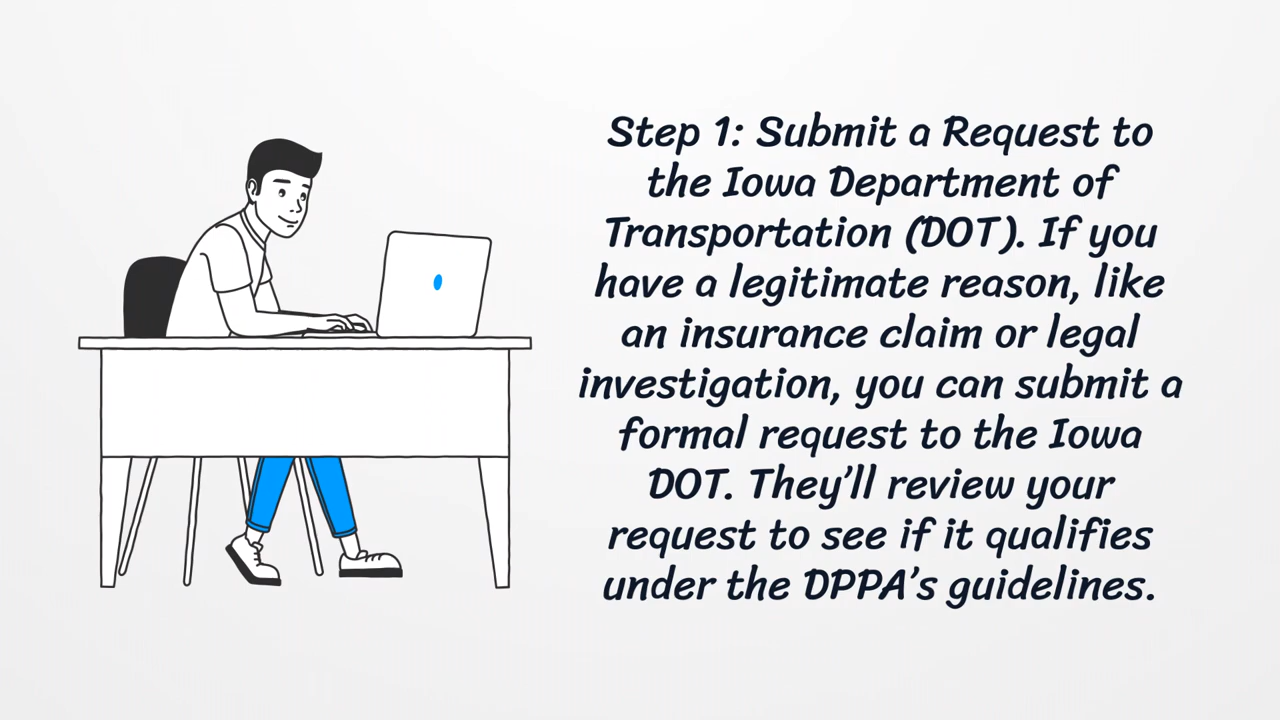 Step 1: Submit a Request to
the Iowa Department of
Transportation (DOT). If you
have a legitimate reason, like
an insurance claim or legal
investigation, you can submit a
formal request to the Iowa
DOT. They’ll review your
request to see if it qualifies
under the DPPA’s guidelines.